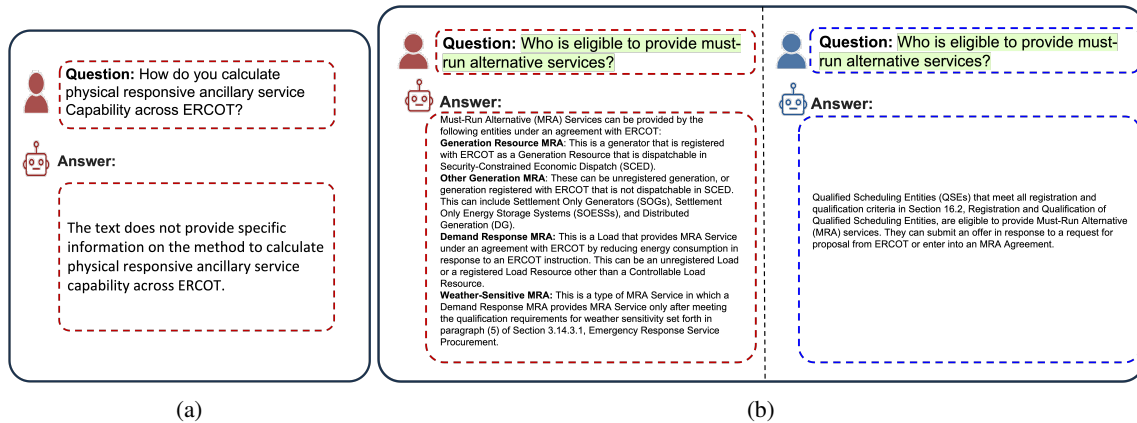 Question: How do you calculate
physical responsive ancillary service
Capability across ERCOT?
Answer:
The text does not provide specific
information on the method to calculate
physical responsive ancillary service
capability across ERCOT.
(a)
Question: Who is eligible to provide must-
run alternative services?
Answer:
Must-Run Alternative (MRA) Services can be provided by the
following entities under an agreement with ERCOT:
Generation Resource MRA: This is a generator that is registered
with ERCOT as a Generation Resource that is dispatchable in
Security-Constrained Economic Dispatch (SCED).
Other Generation MRA: These can be unregistered generation, or
generation registered with ERCOT that is not dispatchable in SCED.
This can include Settlement Only Generators (SOGs), Settlement
Only Energy Storage Systems (SOESSs), and Distributed
Generation (DG).
Demand Response MRA: This is a Load that provides MRA Service
under an agreement with ERCOT by reducing energy consumption in
response to an ERCOT instruction. This can be an unregistered Load
or a registered Load Resource other than a Controllable Load
Resource.
Weather-Sensitive MRA: This is a type of MRA Service in which a
Demand Response MRA provides MRA Service only after meeting
the qualification requirements for weather sensitivity set forth in
paragraph (5) of Section 3.14.3.1, Emergency Response Service
Procurement.
Question: Who is eligible to provide must-
run alternative services?
Answer:
Qualified Scheduling Entities (QSEs) that meet all registration and
qualification criteria in Section 16.2, Registration and Qualification of
Qualified Scheduling Entities, are eligible to provide Must-Run Alternative
(MRA) services. They can submit an offer in response to a request for
proposal from ERCOT or enter into an MRA Agreement.
(b)